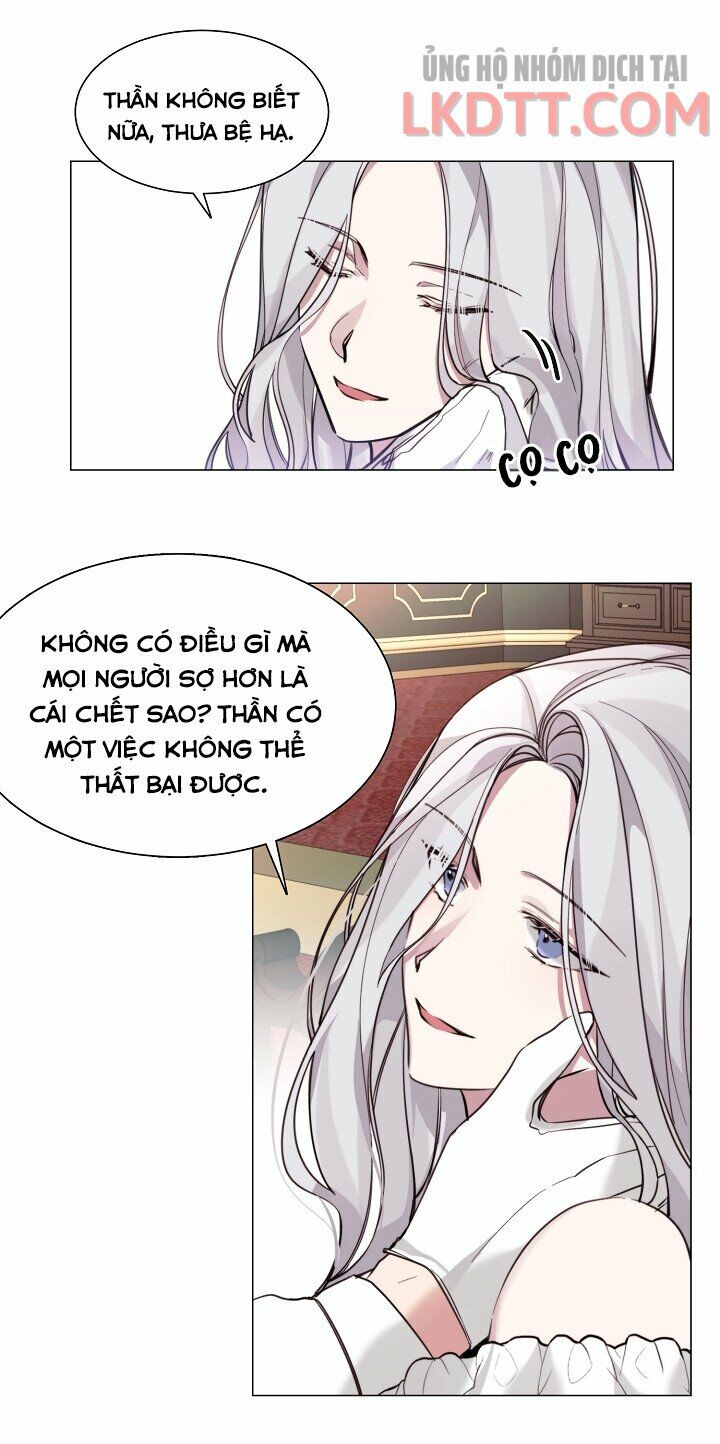 ỦNG HỘ NHÓM DỊCH TẠI
LKDTT.COM
THẦN KHÔNG BIẾT
NỮA, THƯA BỆ HẠ.
CỌ CỌ
KHÔNG CÓ ĐIỀU GÌ MÀ
MỌI NGƯỜI SỢ HƠN LÀ
CÁI CHẾT SAO? THẦN CÓ
MỘT VIỆC KHÔNG THỂ
THẤT BẠI ĐƯỢC.